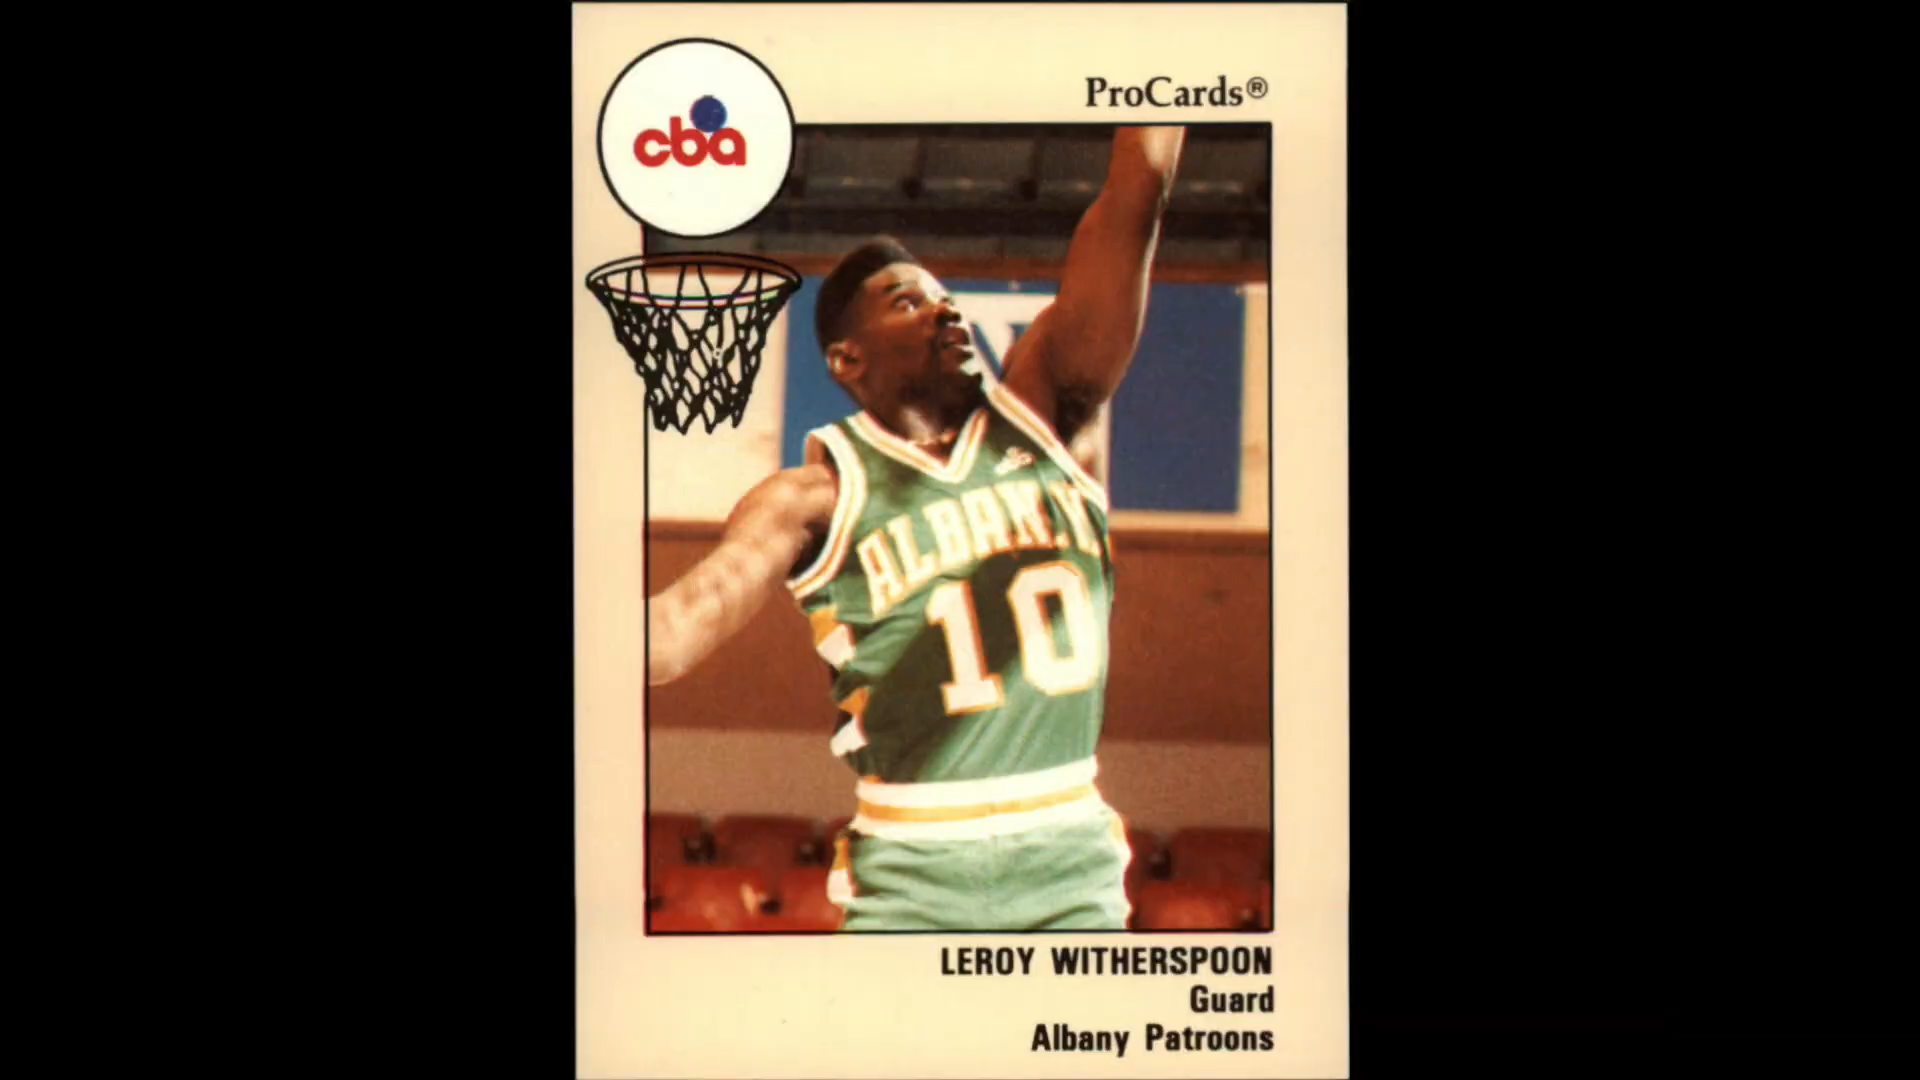 cba
ProCards®
ALBANY
10
LEROY WITHERSPOON
Guard
Albany Patroons